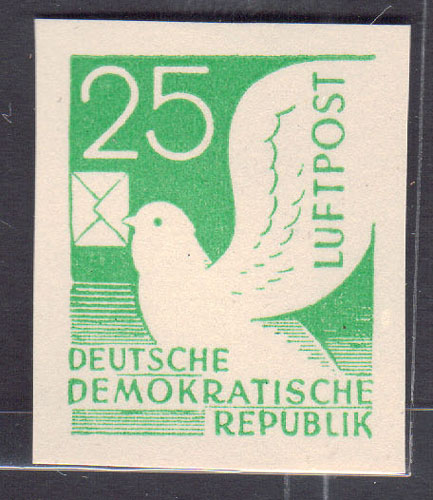 25
LUFTPOST
DEUTSCHE
DEMOKRATISCHE
REPUBLIK